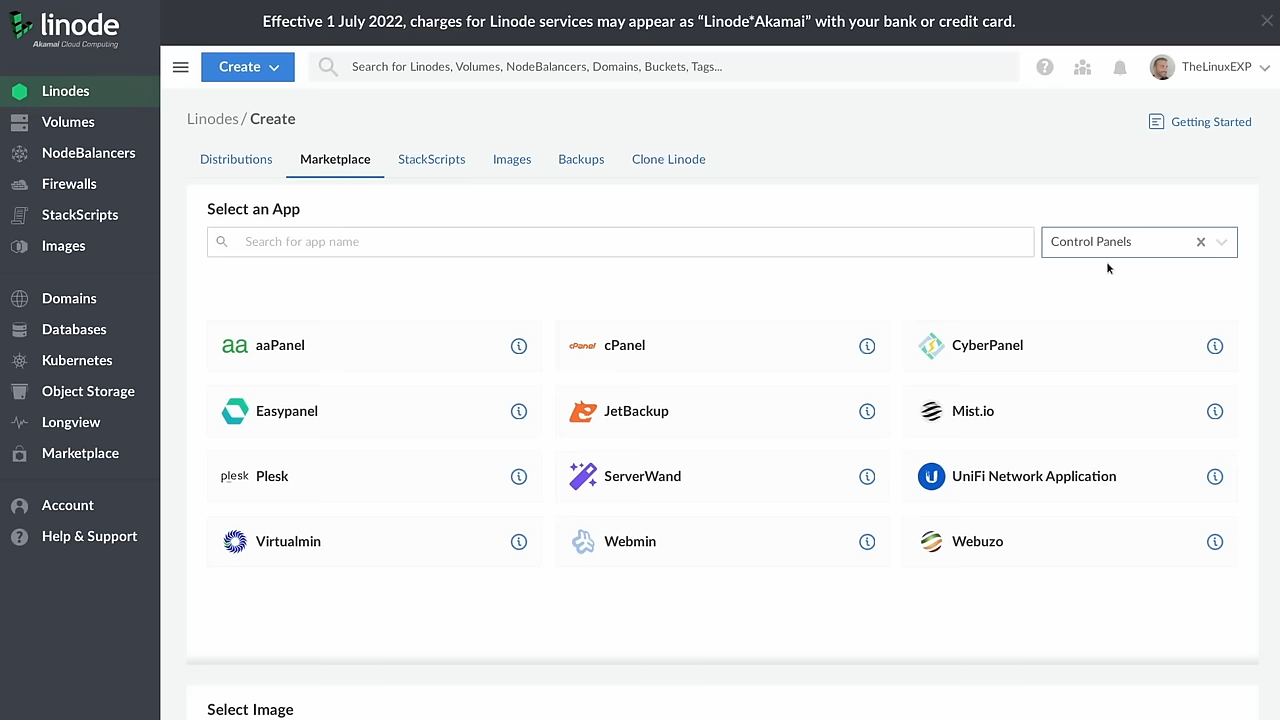 linode
Akamai Cloud Computing
Effective 1 July 2022, charges for Linode services may appear as “Linode*Akamai” with your bank or credit card.
Create
Search for Linodes, Volumes, NodeBalancers, Domains, Buckets, Tags...
TheLinuxEXP
Linodes
Volumes
NodeBalancers
Firewalls
StackScripts
Images
Domains
Databases
Kubernetes
Object Storage
Longview
Marketplace
Account
Help & Support
Linodes / Create
Getting Started
Distributions Marketplace StackScripts Images Backups Clone Linode
Select an App
Search for app name
Control Panels
aa aaPanel
cPanel cPanel
CyberPanel
Easypanel
JetBackup
Mist.io
plesk Plesk
ServerWand
UniFi Network Application
Virtualmin
Webmin
Webuzo
Select Image